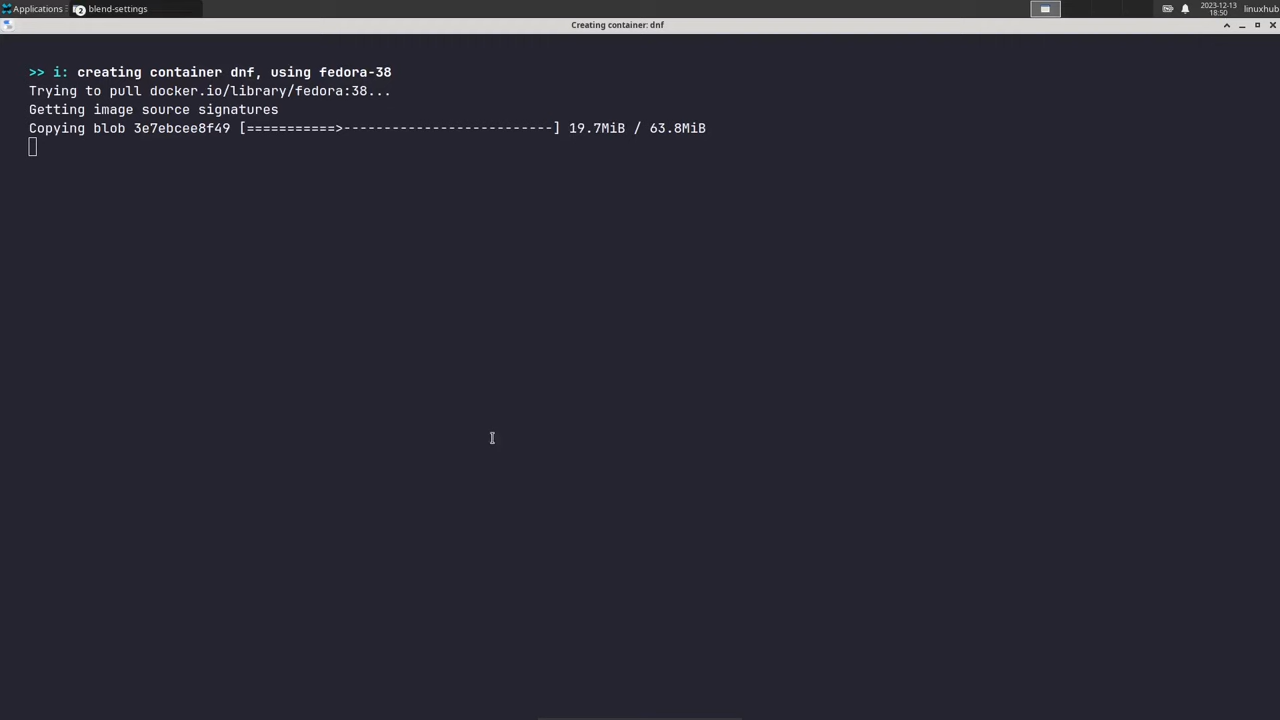 Applications
2
blend-settings
2023-12-13
18:50
linuxhub
Creating container: dnf
>> i: creating container dnf, using fedora-38
Trying to pull docker.io/library/fedora:38...
Getting image source signatures
Copying blob 3e7ebcee8f49 [===========>--------------------------] 19.7MiB / 63.8MiB